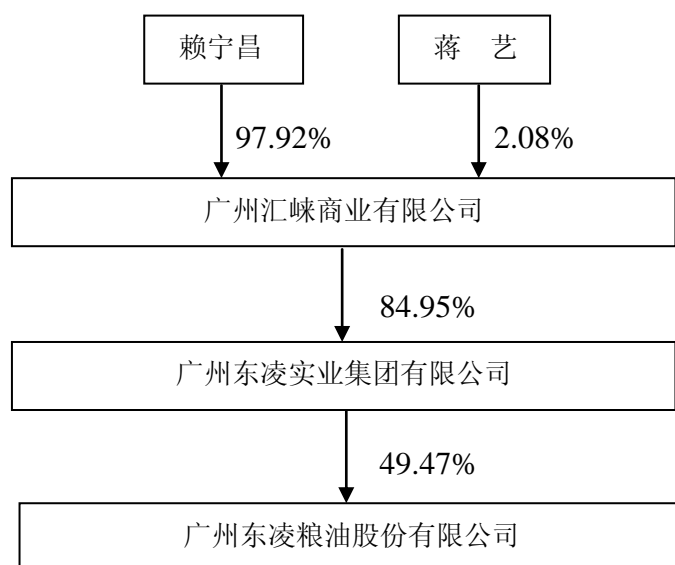 赖宁昌 蒋 艺
97.92% 2.08%
广州汇崃商业有限公司
84.95%
广州东凌实业集团有限公司
49.47%
广州东凌粮油股份有限公司